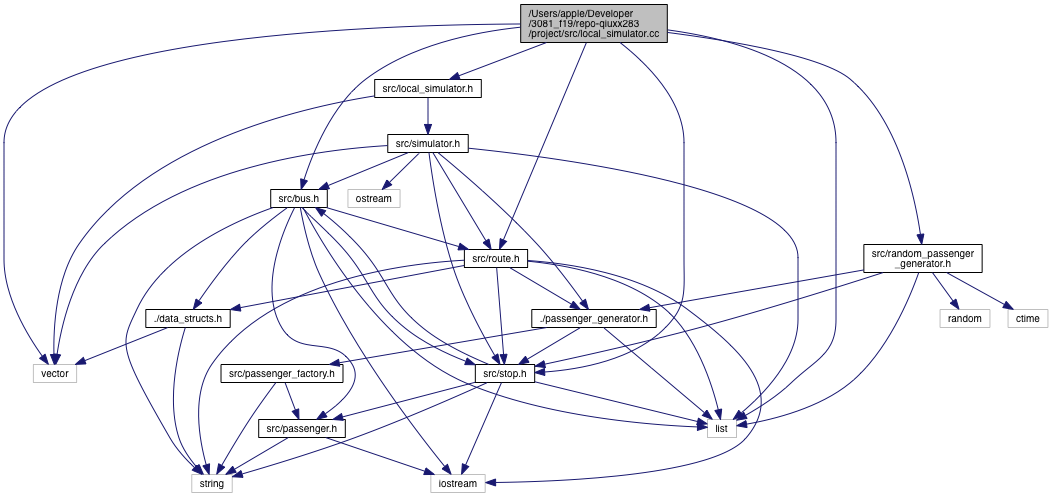 /Users/apple/Developer
/3081_f19/repo-qiuxx283
/project/src/local_simulator.cc
src/local_simulator.h
src/simulator.h
src/bus.h
ostream
src/route.h
src/random_passenger
_generator.h
./data_structs.h
./passenger_generator.h
random
ctime
vector
src/passenger_factory.h
src/stop.h
src/passenger.h
list
string
iostream